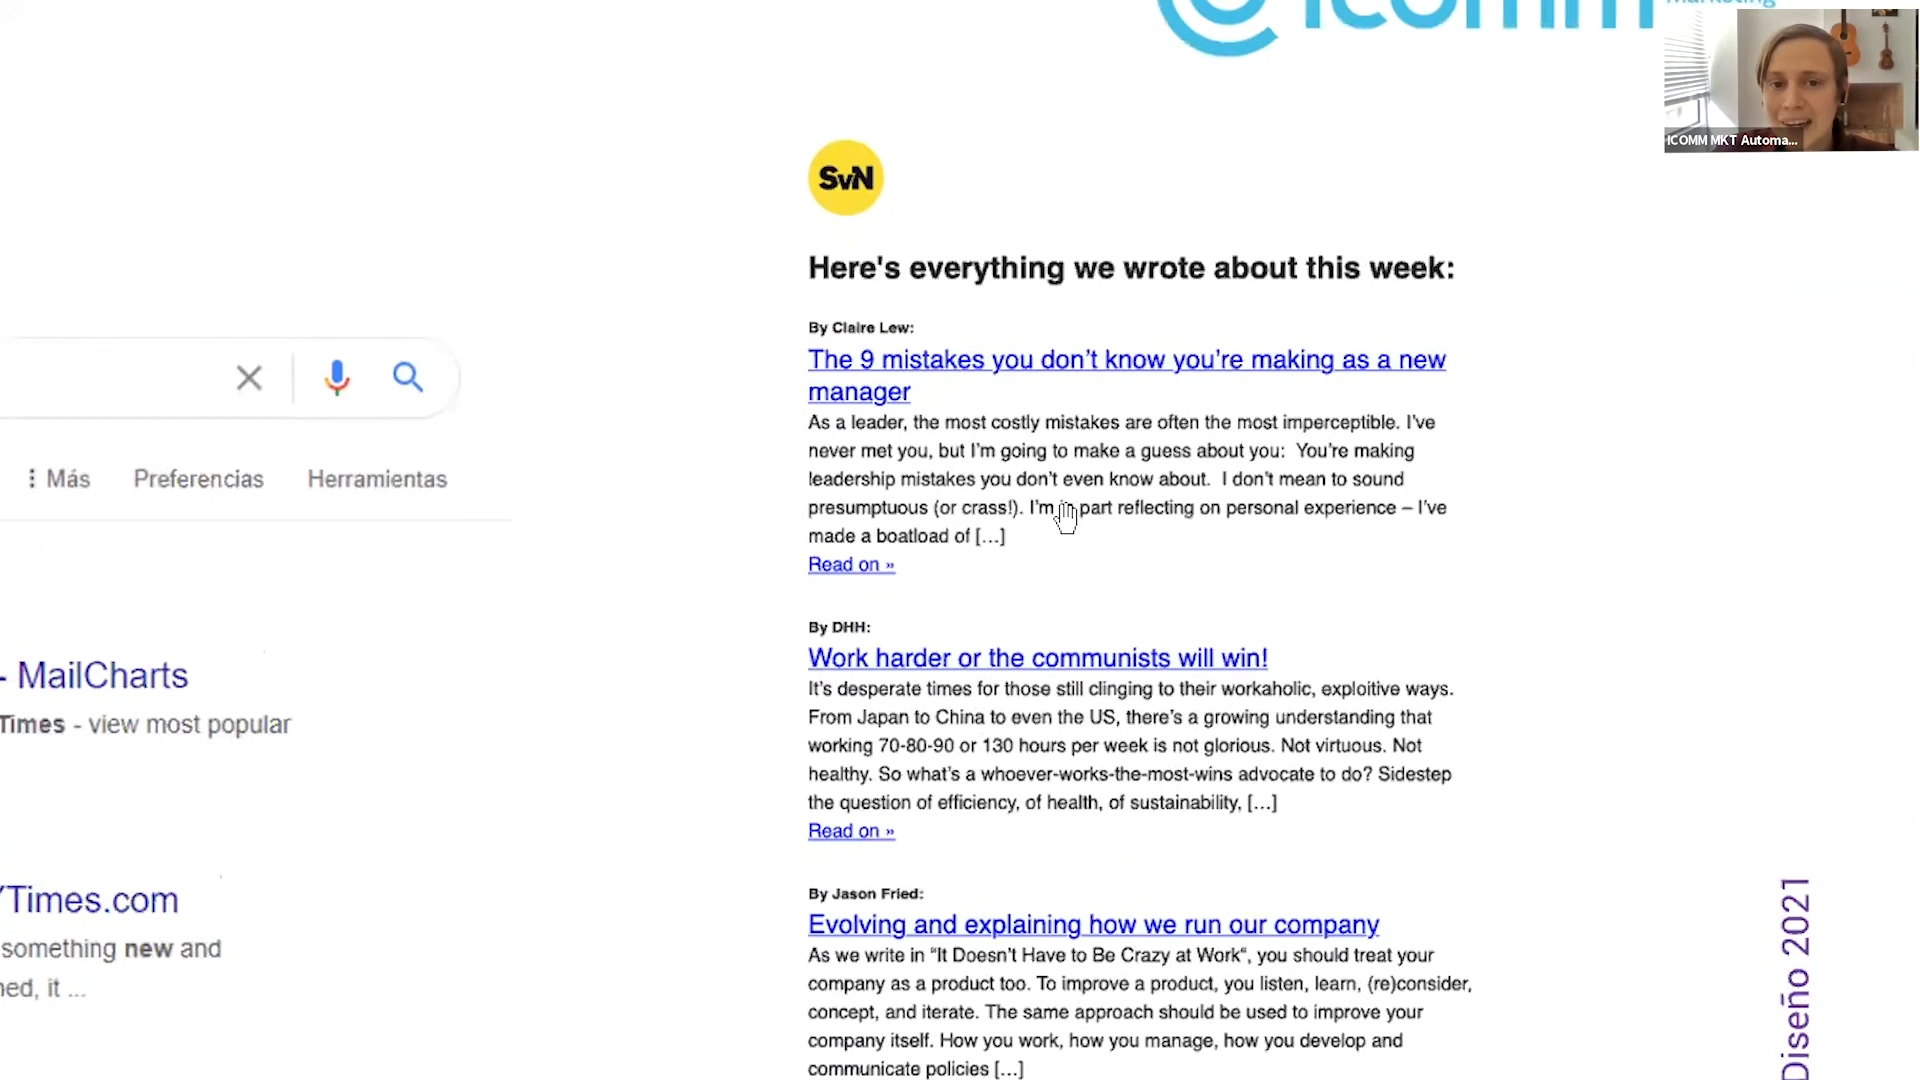 icomm
Marketing
ICOMM MKT Automa...
SvN
Here's everything we wrote about this week:
By Claire Lew:
The 9 mistakes you don't know you're making as a new
manager
As a leader, the most costly mistakes are often the most imperceptible. I've
never met you, but I'm going to make a guess about you:  You're making
leadership mistakes you don't even know about.  I don't mean to sound
presumptuous (or crass!). I'm in part reflecting on personal experience – I've
made a boatload of […]
Read on »
By DHH:
Work harder or the communists will win!
It's desperate times for those still clinging to their workaholic, exploitive ways.
From Japan to China to even the US, there's a growing understanding that
working 70-80-90 or 130 hours per week is not glorious. Not virtuous. Not
healthy. So what's a whoever-works-the-most-wins advocate to do? Sidestep
the question of efficiency, of health, of sustainability, […]
Read on »
By Jason Fried:
Evolving and explaining how we run our company
As we write in “It Doesn't Have to Be Crazy at Work“, you should treat your
company as a product too. To improve a product, you listen, learn, (re)consider,
concept, and iterate. The same approach should be used to improve your
company itself. How you work, how you manage, how you develop and
communicate policies […]
Más
Preferencias
Herramientas
- MailCharts
Times - view most popular
Times.com
something new and
ned, it ...
Diseño 2021